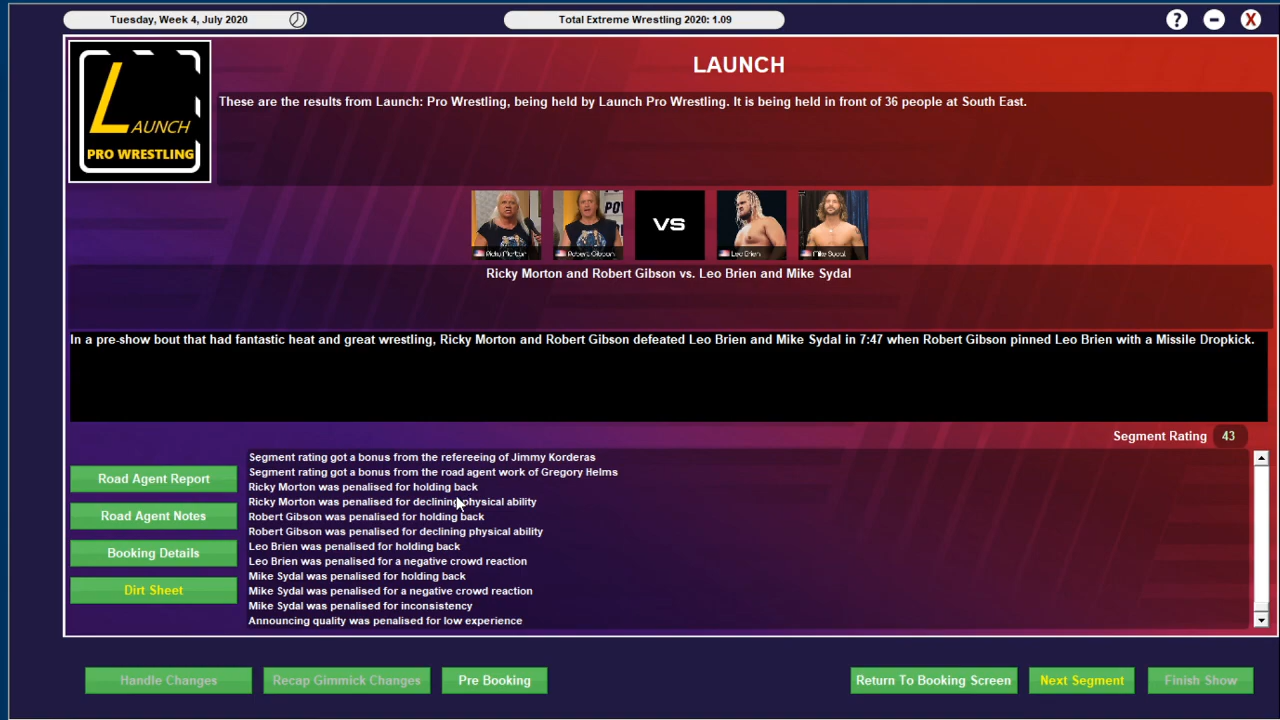 Tuesday, Week 4, July 2020
Total Extreme Wrestling 2020: 1.09
?
X
LAUNCH
These are the results from Launch: Pro Wrestling, being held by Launch Pro Wrestling. It is being held in front of 36 people at South East.
LAUNCH
PRO WRESTLING
VS
Ricky Morton
Robert Gibson
Leo Brien
Mike Sydal
Ricky Morton and Robert Gibson vs. Leo Brien and Mike Sydal
In a pre-show bout that had fantastic heat and great wrestling, Ricky Morton and Robert Gibson defeated Leo Brien and Mike Sydal in 7:47 when Robert Gibson pinned Leo Brien with a Missile Dropkick.
Segment Rating 43
Road Agent Report
Road Agent Notes
Booking Details
Dirt Sheet
Segment rating got a bonus from the refereeing of Jimmy Korderas
Segment rating got a bonus from the road agent work of Gregory Helms
Ricky Morton was penalised for holding back
Ricky Morton was penalised for declining physical ability
Robert Gibson was penalised for holding back
Robert Gibson was penalised for declining physical ability
Leo Brien was penalised for holding back
Leo Brien was penalised for a negative crowd reaction
Mike Sydal was penalised for holding back
Mike Sydal was penalised for a negative crowd reaction
Mike Sydal was penalised for inconsistency
Announcing quality was penalised for low experience
Handle Changes
Recap Gimmick Changes
Pre Booking
Return To Booking Screen
Next Segment
Finish Show